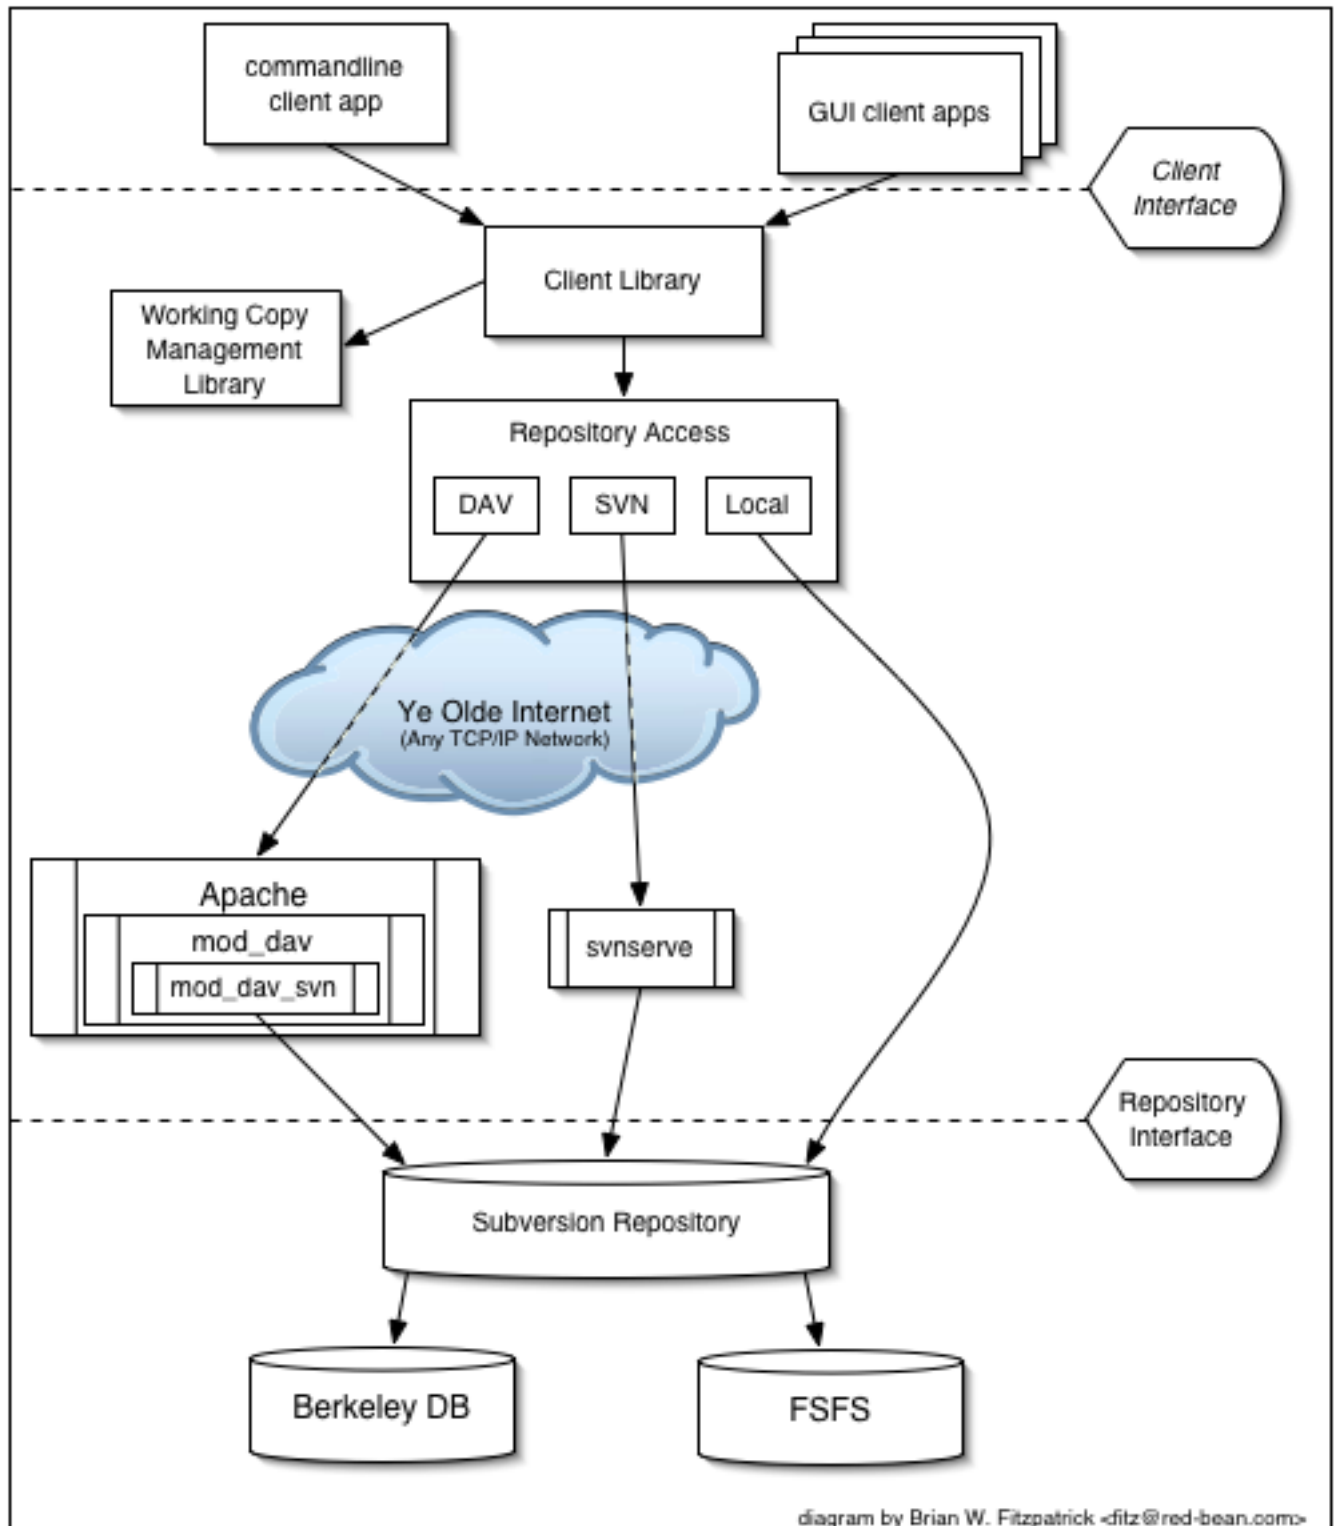 commandline
client app
GUI client apps
Client
Interface
Client Library
Working Copy
Management
Library
Repository Access
DAV
SVN
Local
Ye Olde Internet
(Any TCP/IP Network)
Apache
mod_dav
mod_dav_svn
svnserve
Repository
Interface
Subversion Repository
Berkeley DB
FSFS
diagram by Brian W. Fitzpatrick <fitz@red-bean.com>